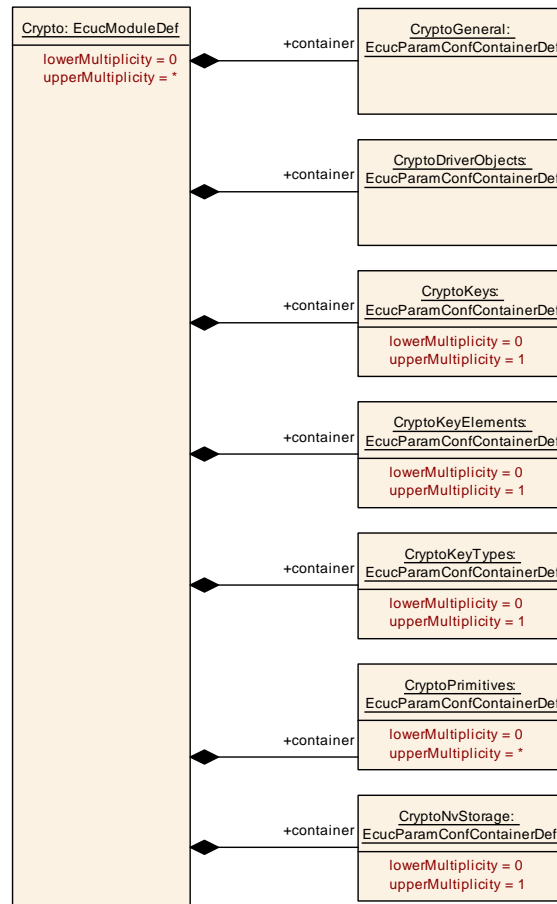 Crypto: EcucModuleDef
lowerMultiplicity = 0
upperMultiplicity = *
+container
CryptoGeneral:
EcucParamConfContainerDef
+container
CryptoDriverObjects:
EcucParamConfContainerDef
+container
CryptoKeys:
EcucParamConfContainerDef
lowerMultiplicity = 0
upperMultiplicity = 1
+container
CryptoKeyElements:
EcucParamConfContainerDef
lowerMultiplicity = 0
upperMultiplicity = 1
+container
CryptoKeyTypes:
EcucParamConfContainerDef
lowerMultiplicity = 0
upperMultiplicity = 1
+container
CryptoPrimitives:
EcucParamConfContainerDef
lowerMultiplicity = 0
upperMultiplicity = *
+container
CryptoNvStorage:
EcucParamConfContainerDef
lowerMultiplicity = 0
upperMultiplicity = 1